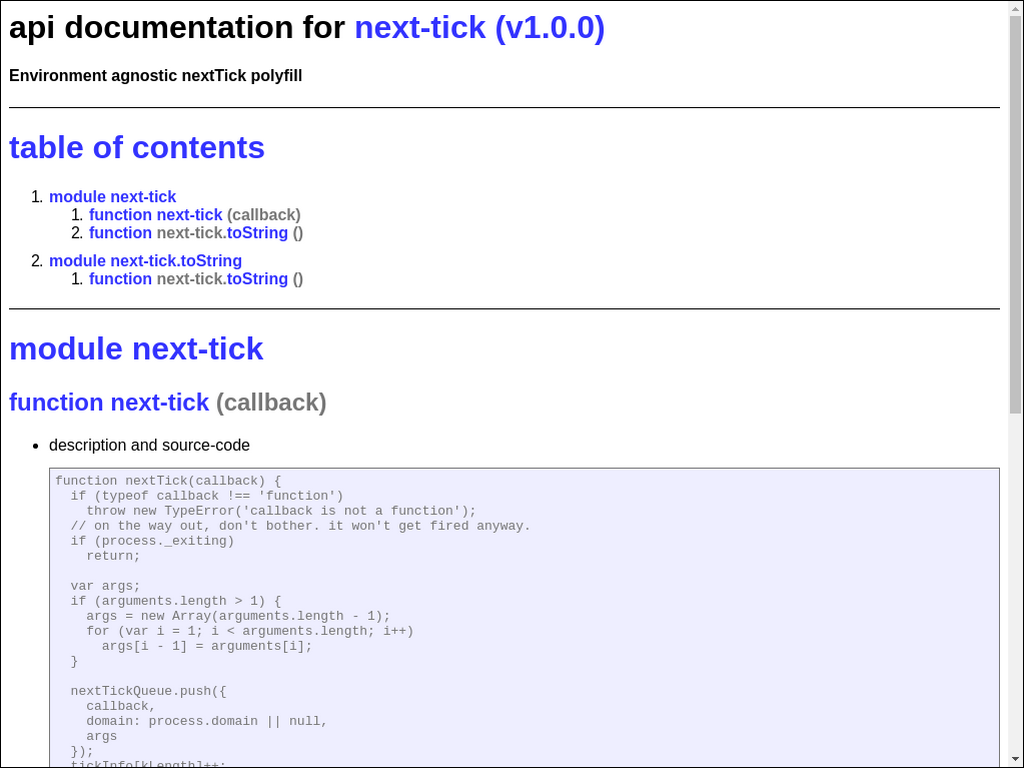 api documentation for next-tick (v1.0.0)
Environment agnostic nextTick polyfill
table of contents
1. module next-tick
1. function next-tick (callback)
2. function next-tick.toString ()
2. module next-tick.toString
1. function next-tick.toString ()
module next-tick
function next-tick (callback)
• description and source-code
function nextTick(callback) {
  if (typeof callback !== 'function')
    throw new TypeError('callback is not a function');
  // on the way out, don't bother. it won't get fired anyway.
  if (process._exiting)
    return;

  var args;
  if (arguments.length > 1) {
    args = new Array(arguments.length - 1);
    for (var i = 1; i < arguments.length; i++)
      args[i - 1] = arguments[i];
  }

  nextTickQueue.push({
    callback,
    domain: process.domain || null,
    args
  });
  tickInfo[kLength]++;